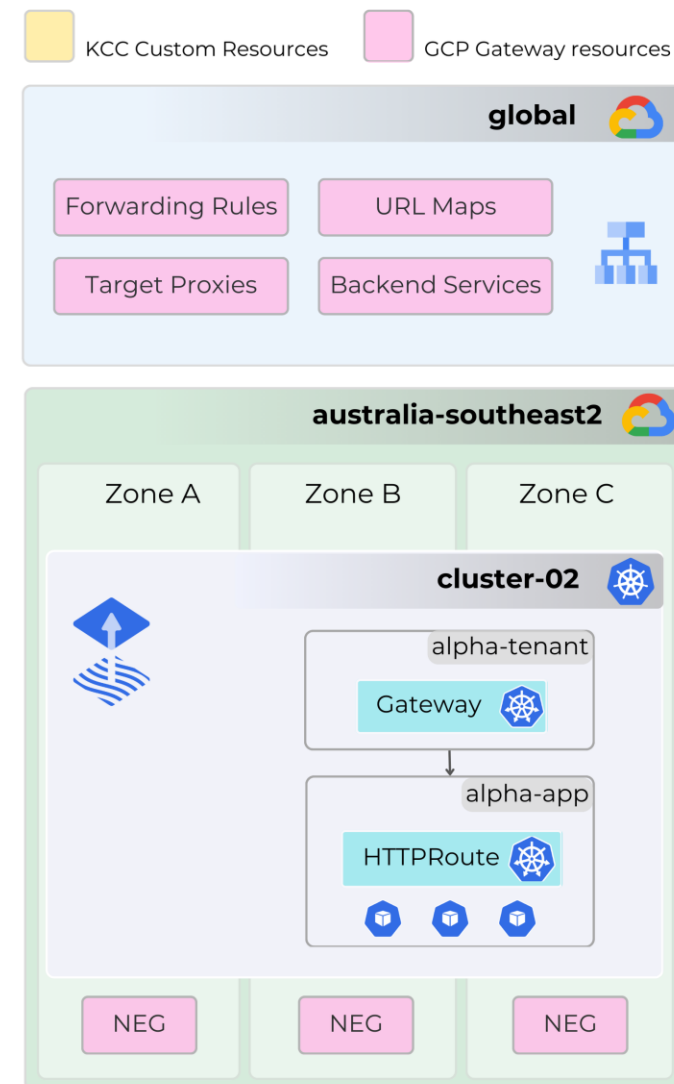 KCC Custom Resources
GCP Gateway resources
global
Forwarding Rules
URL Maps
Target Proxies
Backend Services
australia-southeast2
Zone A
Zone B
Zone C
cluster-02
alpha-tenant
Gateway
alpha-app
HTTPRoute
NEG
NEG
NEG